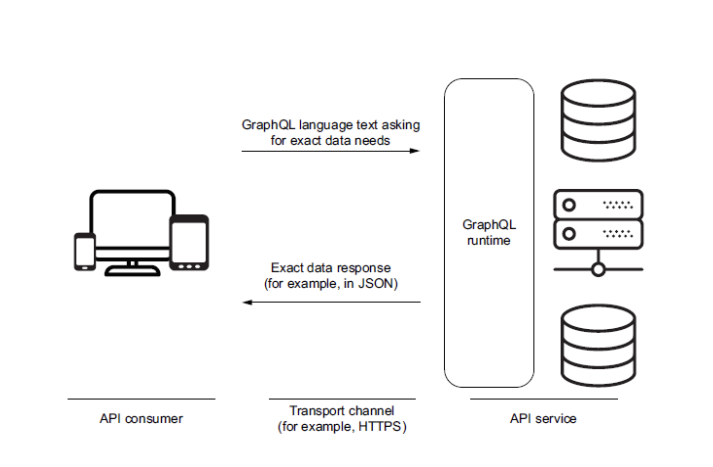 GraphQL language text asking
for exact data needs
GraphQL
runtime
Exact data response
(for example, in JSON)
API consumer
Transport channel
(for example, HTTPS)
API service